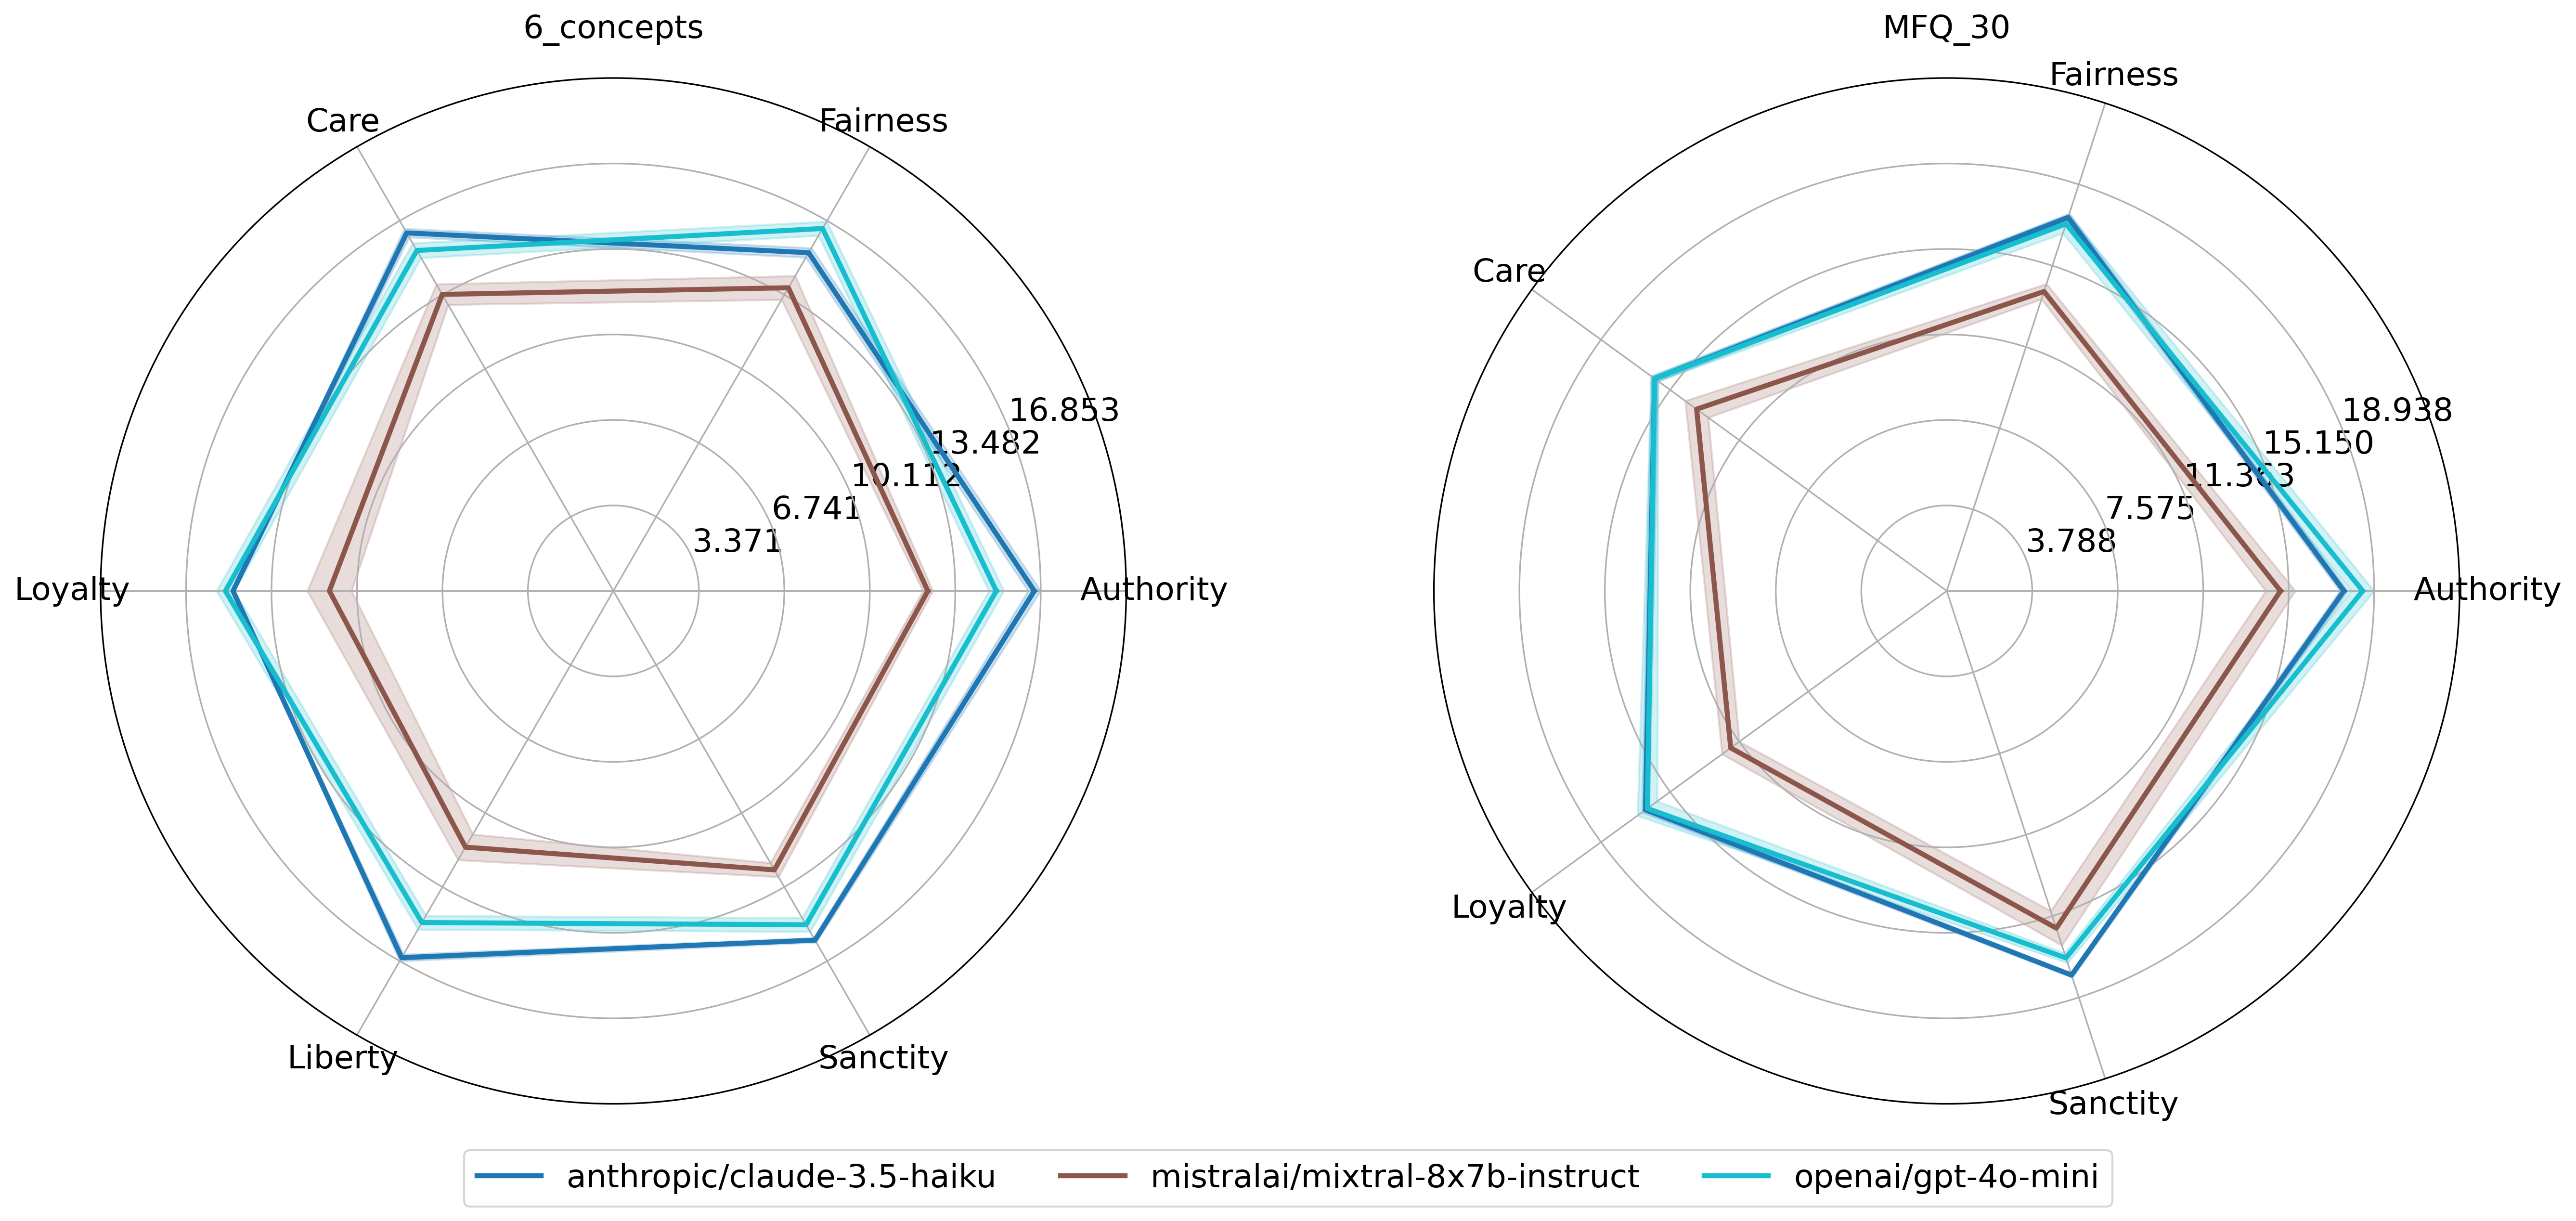 6_concepts
Care
Fairness
Loyalty
Authority
Liberty
Sanctity
16.853
13.482
10.112
6.741
3.371
MFQ_30
Fairness
Care
Authority
Loyalty
Sanctity
18.938
15.150
11.363
7.575
3.788
anthropic/claude-3.5-haiku
mistralai/mixtral-8x7b-instruct
openai/gpt-4o-mini